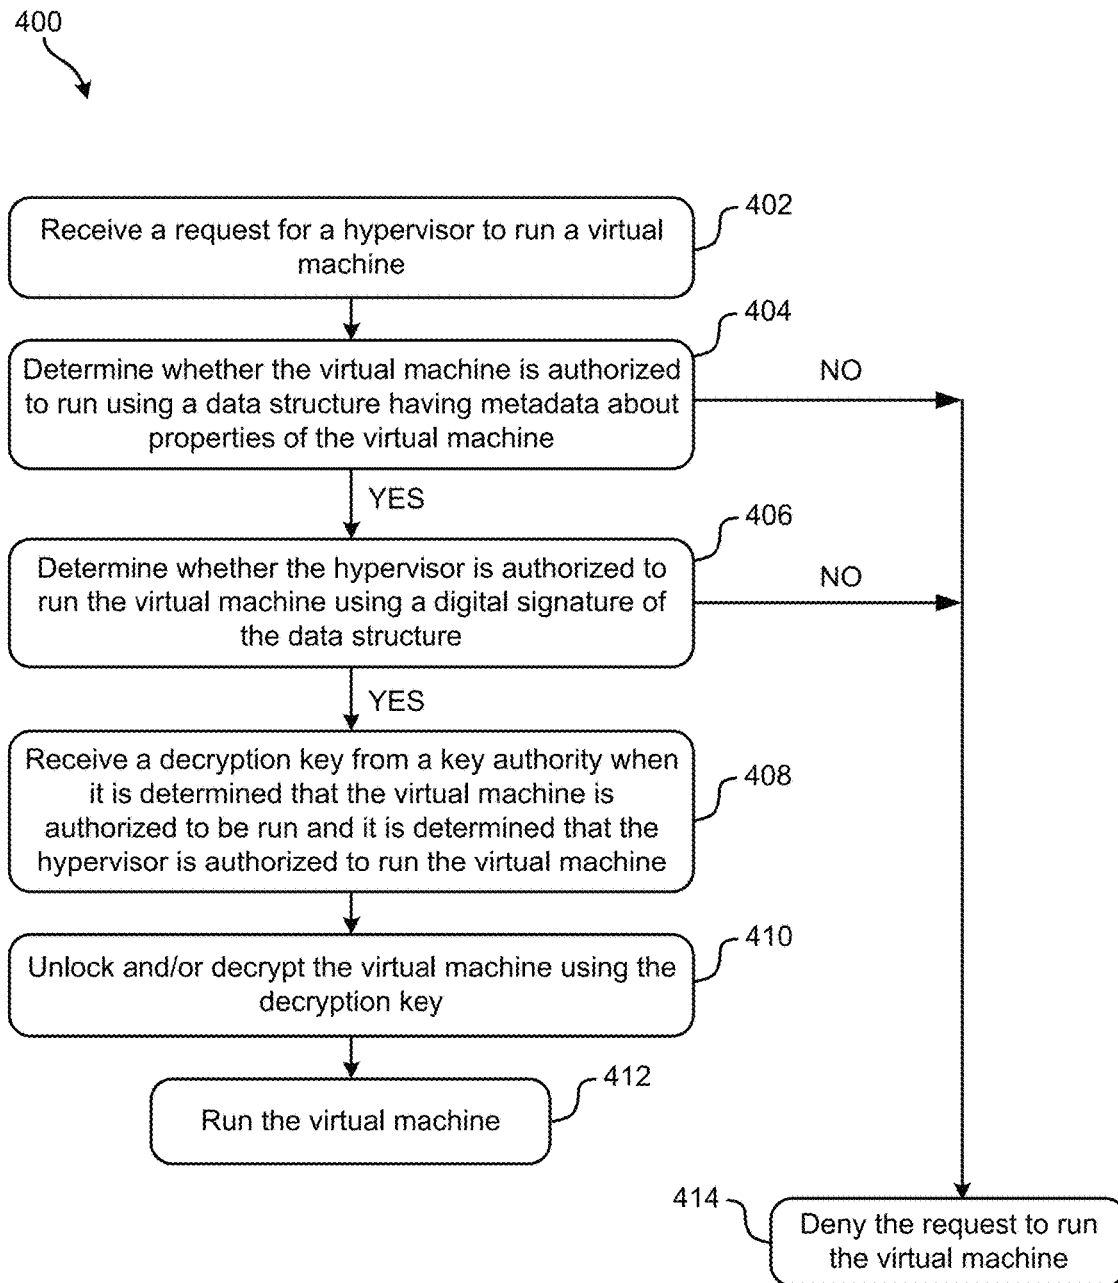 400
402
Receive a request for a hypervisor to run a virtual
machine
404
Determine whether the virtual machine is authorized
to run using a data structure having metadata about
properties of the virtual machine
NO
YES
406
Determine whether the hypervisor is authorized to
run the virtual machine using a digital signature of
the data structure
NO
YES
Receive a decryption key from a key authority when
it is determined that the virtual machine is
authorized to be run and it is determined that the
hypervisor is authorized to run the virtual machine
408
410
Unlock and/or decrypt the virtual machine using the
decryption key
412
Run the virtual machine
414
Deny the request to run
the virtual machine